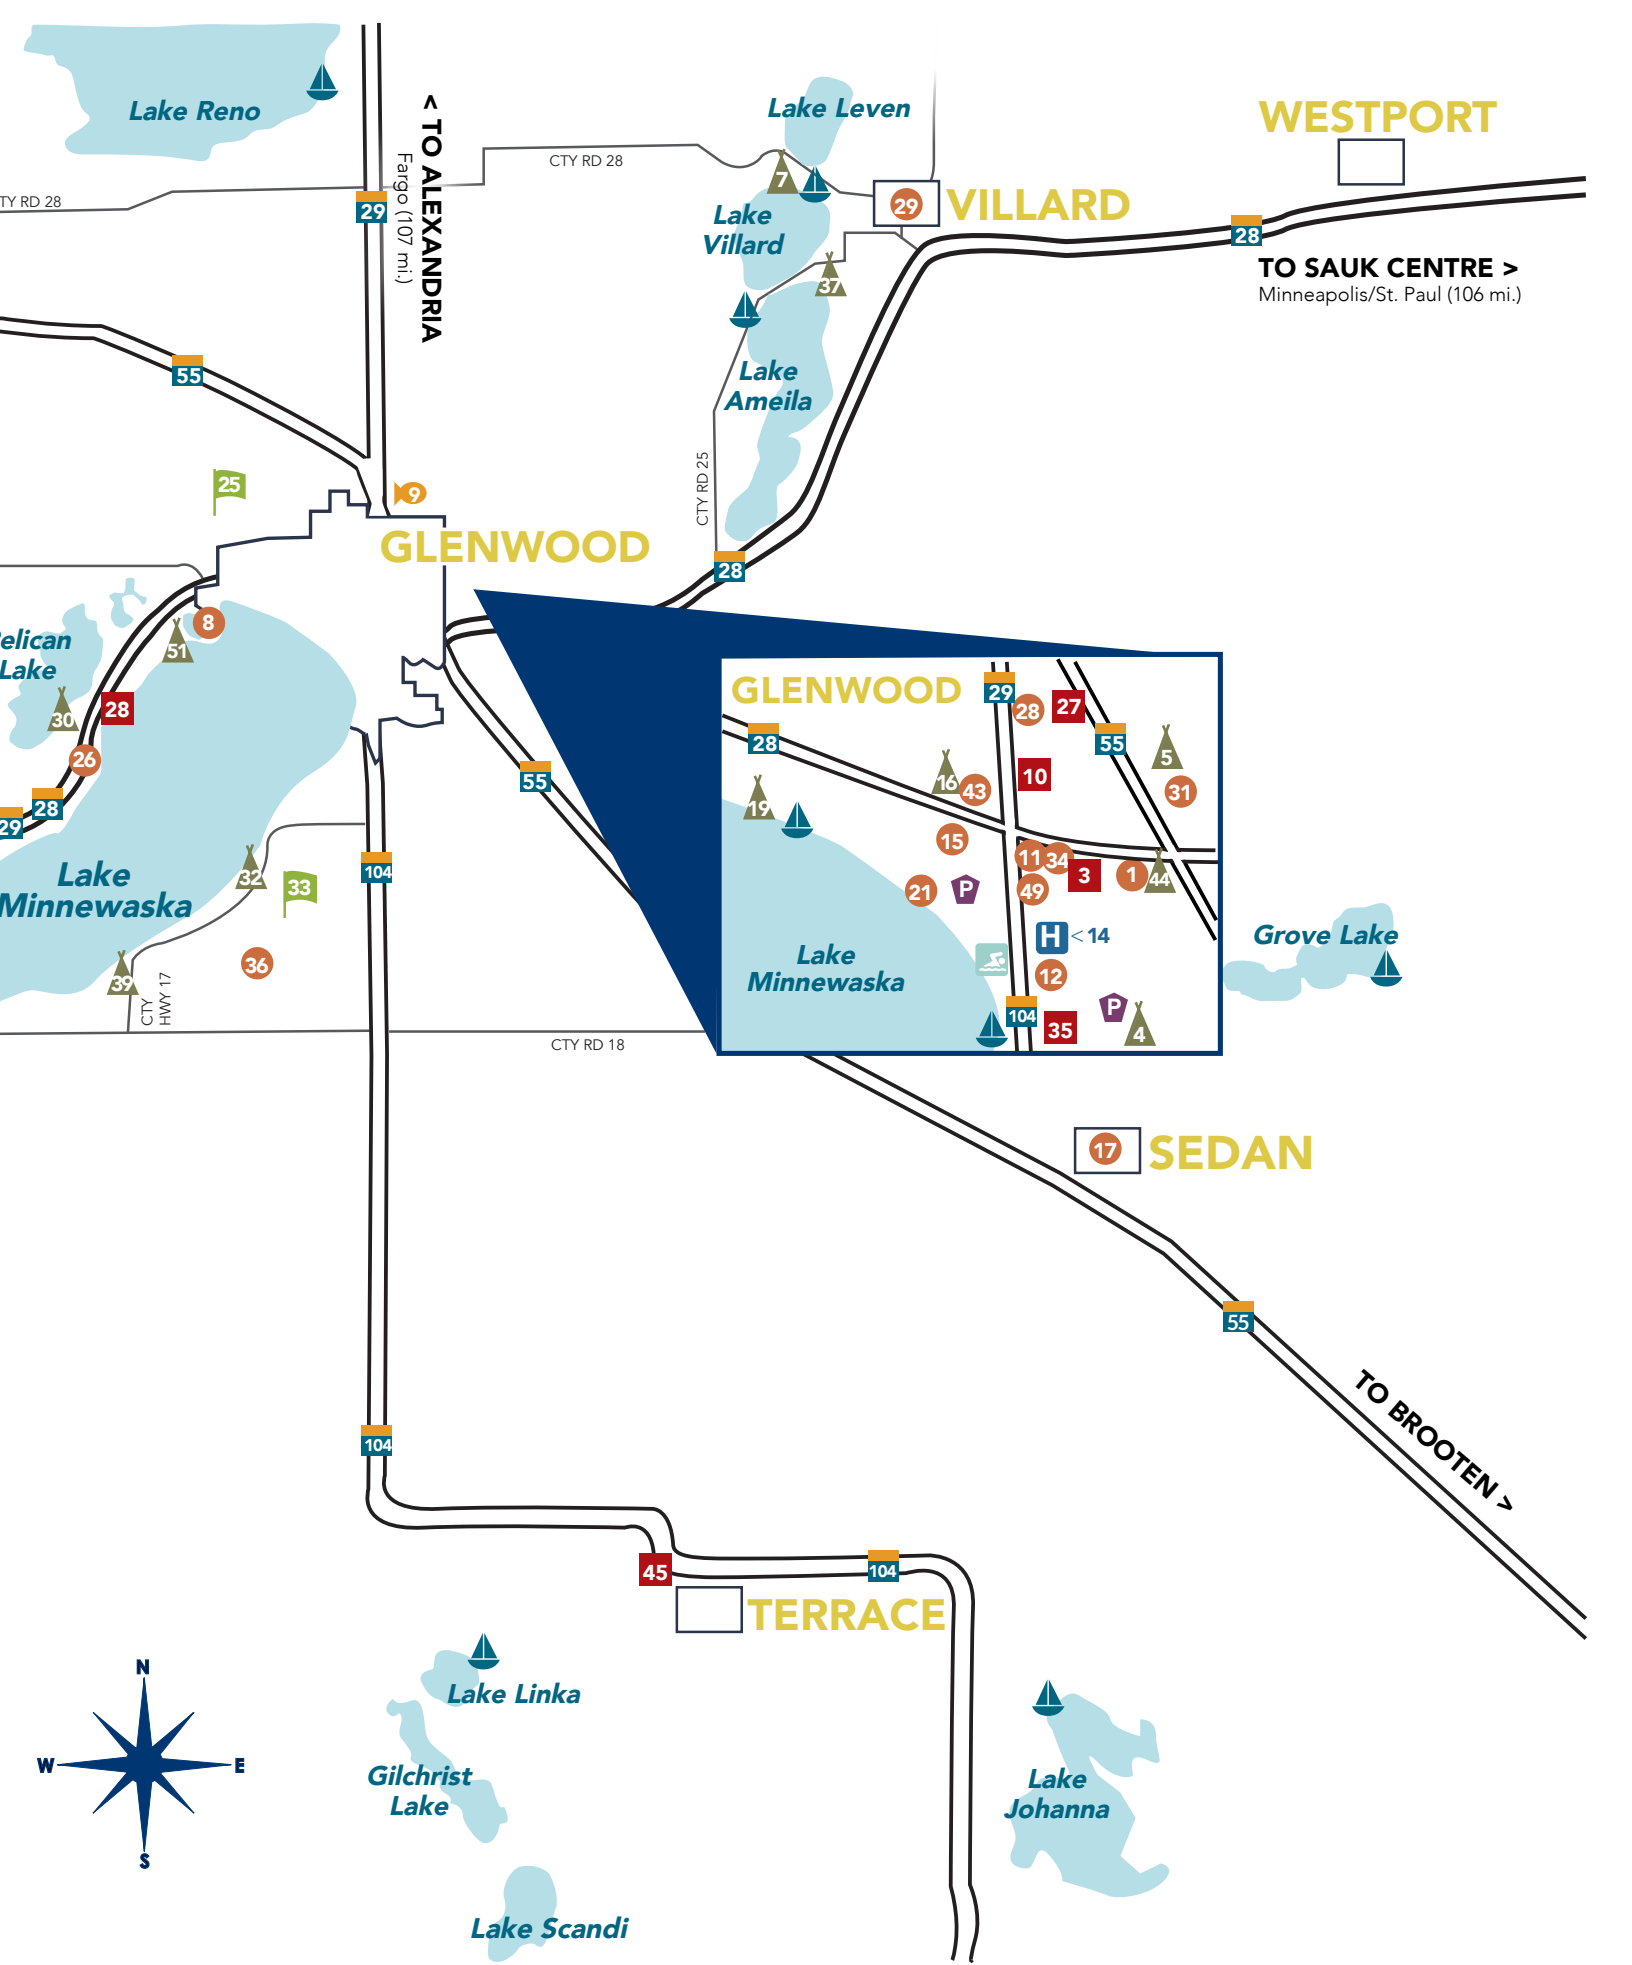 Lake Reno
< TO ALEXANDRIA
Fargo (107 mi.)
Lake Leven
WESTPORT
CTY RD 28
7
TY RD 28
29
29
VILLARD
Lake
Villard
28
TO SAUK CENTRE >
Minneapolis/St. Paul (106 mi.)
37
55
Lake
Ameila
25
9
CTY RD 25
GLENWOOD
28
8
51
elican
Lake
30
28
26
28
29
55
GLENWOOD
29
28
27
28
55
5
16
43
10
31
19
15
11
34
3
1
44
21
P
49
H
<14
Lake
Minnewaska
12
104
35
P
4
Lake
Minnewaska
32
33
104
39
36
CTY
HWY 17
CTY RD 18
Grove Lake
17
SEDAN
55
TO BROOTEN >
104
45
104
TERRACE
N
W
E
S
Lake Linka
Gilchrist
Lake
Lake
Johanna
Lake Scandi